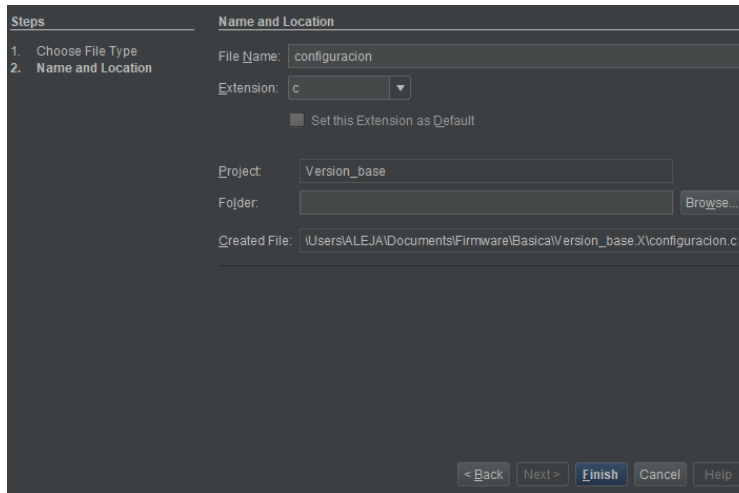 Steps
1. Choose File Type
2. Name and Location
Name and Location
File Name: configuracion
Extension: c
Set this Extension as Default
Project: Version_base
Folder: Browse...
Created File: \Users\ALEJA\Documents\Firmware\Basica\Version_base.X\configuracion.c
< Back Next > Finish Cancel Help